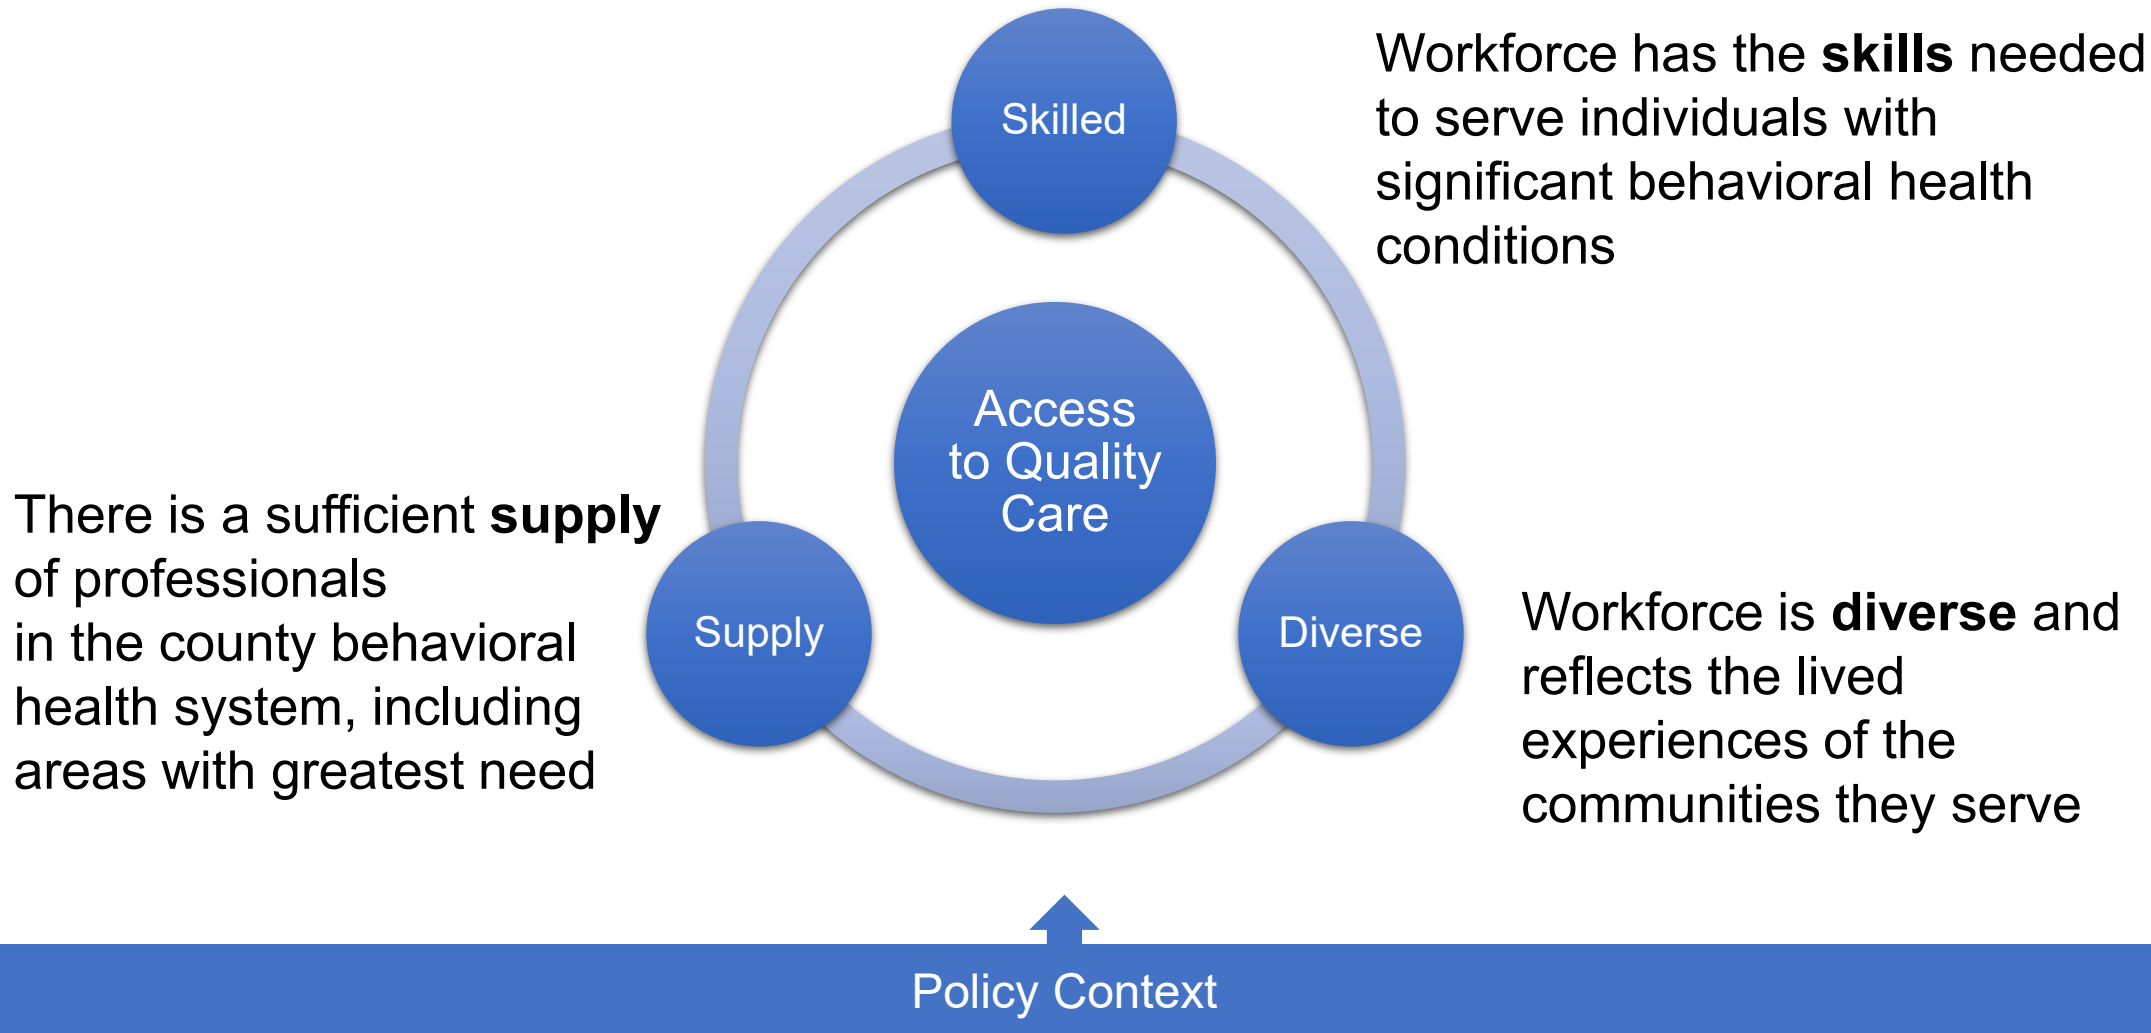 Skilled
Workforce has the skills needed
to serve individuals with
significant behavioral health
conditions
Access
to Quality
Care
There is a sufficient supply
of professionals
in the county behavioral
health system, including
areas with greatest need
Supply
Diverse
Workforce is diverse and
reflects the lived
experiences of the
communities they serve
Policy Context